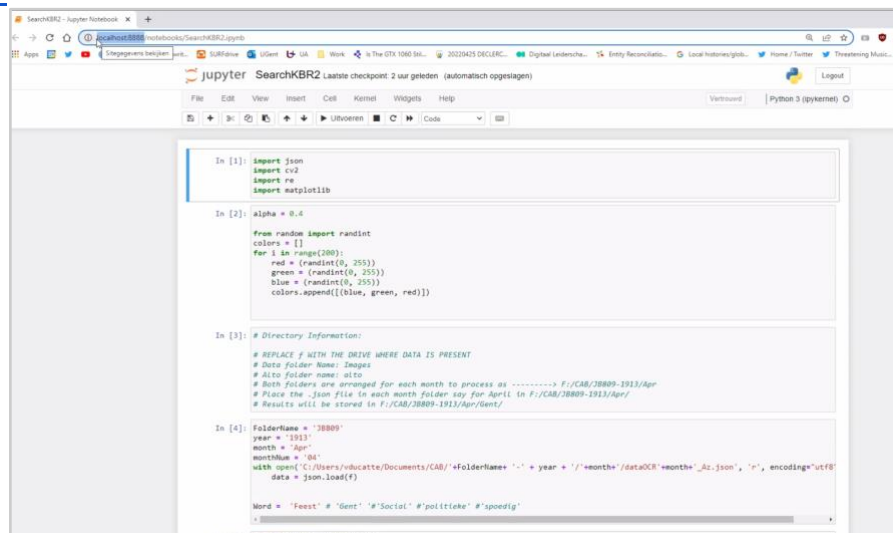 SearchKBR2 - Jupyter Notebook
localhost:8888/notebooks/SearchKBR2.ipynb
Apps
Sitegegevens bekijken
SURFdrive UGent UA Work Is The GTX 1060 Stil... 20220425 DECLERC... Digitaal Leiderscha... Entity Reconciliatio... Local histories/glob... Home / Twitter Threatening Music...
jupyter SearchKBR2 Laatste checkpoint: 2 uur geleden (automatisch opgeslagen)
Logout
File Edit View Insert Cell Kernel Widgets Help
Vertrouwd Python 3 (ipykernel)
Uitvoeren Code
In [1]: import json
import cv2
import re
import matplotlib
In [2]: alpha = 0.4
from random import randint
colors = []
for i in range(200):
red = (randint(0, 255))
green = (randint(0, 255))
blue = (randint(0, 255))
colors.append([(blue, green, red)])
In [3]: # Directory Information:
# REPLACE f WITH THE DRIVE WHERE DATA IS PRESENT
# Data folder Name: Images
# Alto folder name: alto
# Both folders are arranged for each month to process as ---------> F:/CAB/JB809-1913/Apr
# Place the .json file in each month folder say for April in F:/CAB/JB809-1913/Apr/
# Results will be stored in F:/CAB/JB809-1913/Apr/Gent/
In [4]: FolderName = 'JB809'
year = '1913'
month = 'Apr'
monthNum = '04'
with open('C:/Users/vducatte/Documents/CAB/'+FolderName+ '-' + year + '/'+month+'/dataOCR'+month+'_Az.json', 'r', encoding="utf8"
data = json.load(f)
Word = 'Feest' # 'Gent' '#'Social' #'politieke' #'spoedig'